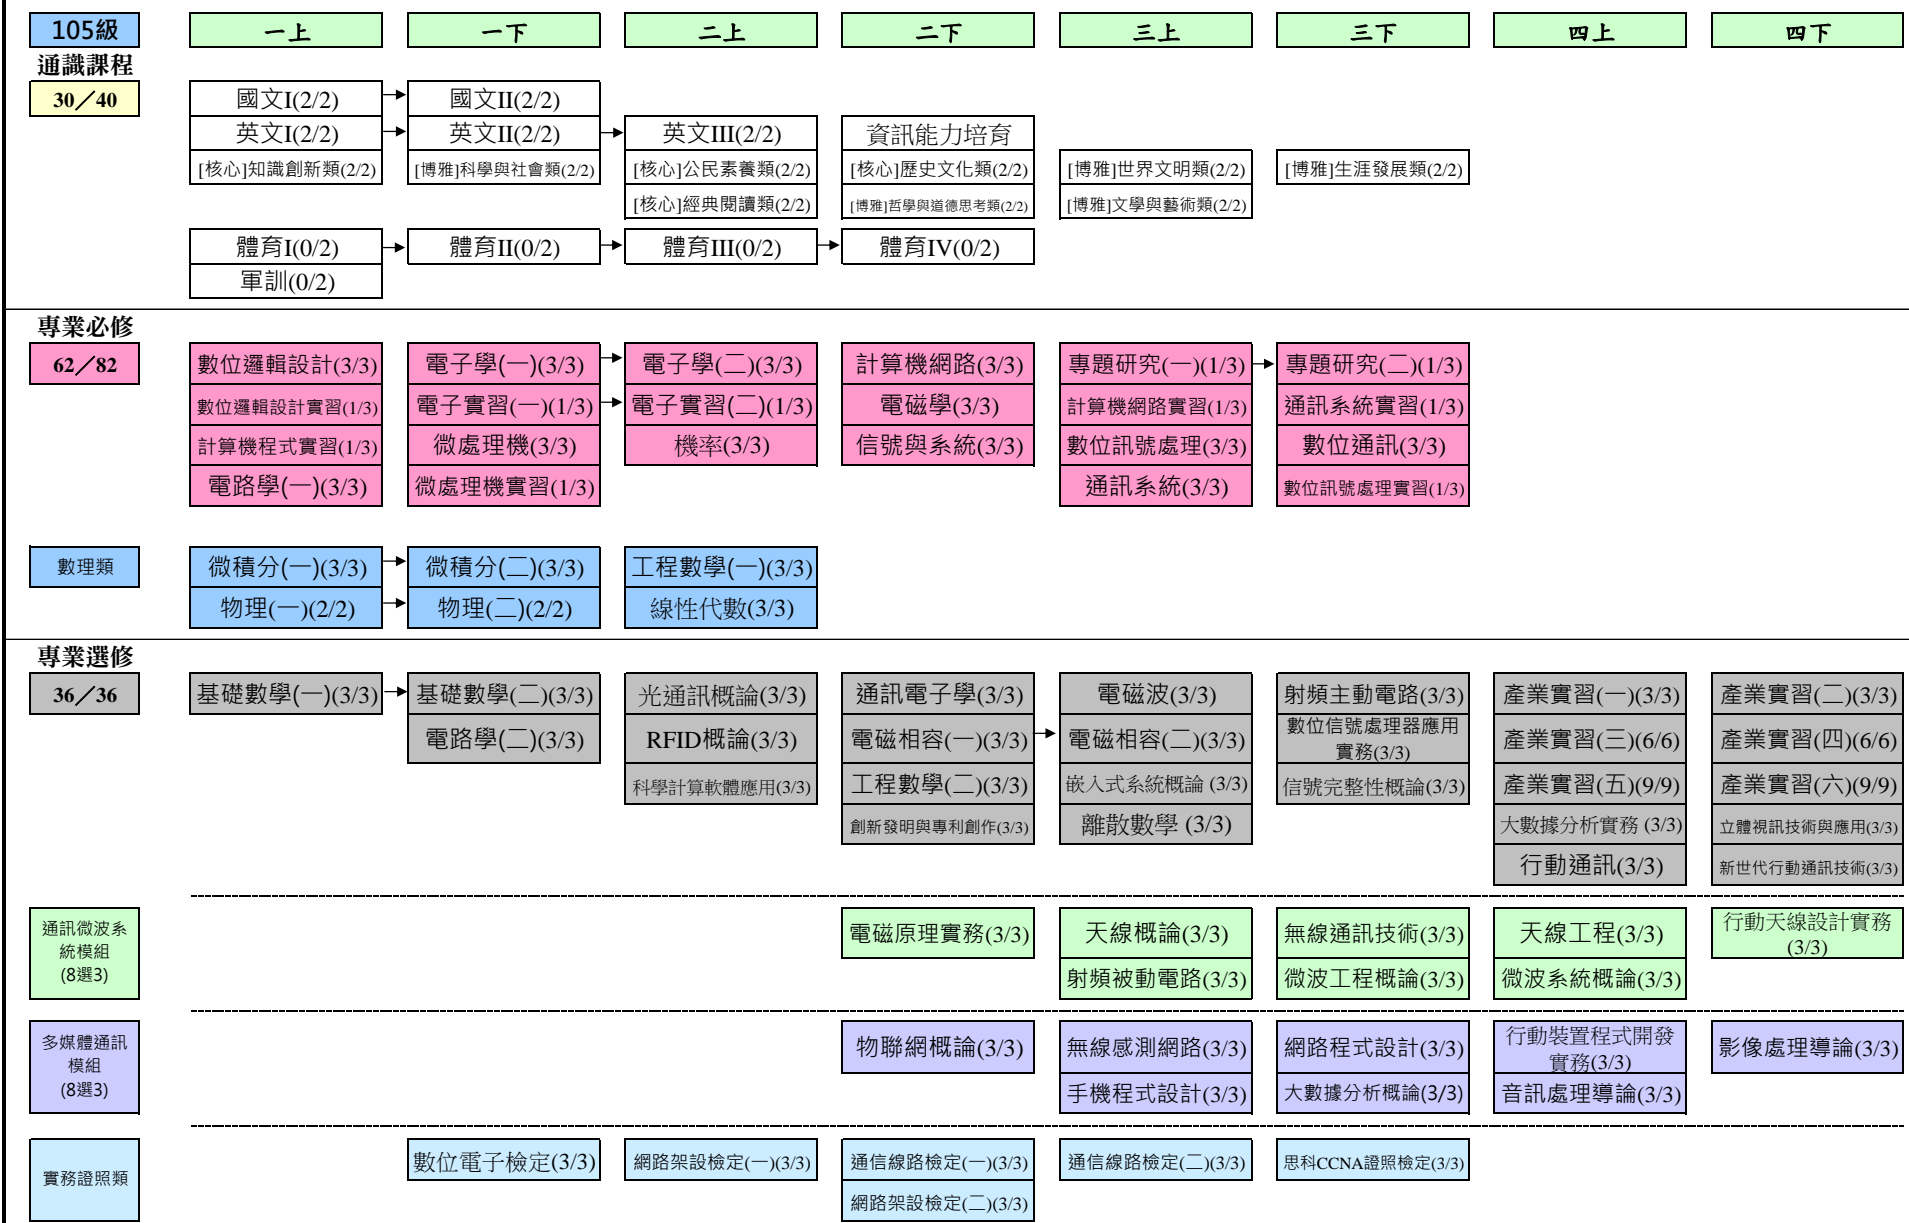 105級 一上 一下 二上 二下 三上 三下 四上 四下
通識課程
30／40 國文I(2/2) 國文II(2/2)
英文I(2/2) 英文II(2/2) 英文III(2/2) 資訊能力培育
[核心]知識創新類(2/2) [博雅]科學與社會類(2/2) [核心]公民素養類(2/2) [核心]歷史文化類(2/2) [博雅]世界文明類(2/2) [博雅]生涯發展類(2/2)
[核心]經典閱讀類(2/2) [博雅]哲學與道德思考類(2/2) [博雅]文學與藝術類(2/2)
體育I(0/2) 體育II(0/2) 體育III(0/2) 體育IV(0/2)
軍訓(0/2)
專業必修
62／82 數位邏輯設計(3/3) 電子學(一)(3/3) 電子學(二)(3/3) 計算機網路(3/3) 專題研究(一)(1/3) 專題研究(二)(1/3)
數位邏輯設計實習(1/3) 電子實習(一)(1/3) 電子實習(二)(1/3) 電磁學(3/3) 計算機網路實習(1/3) 通訊系統實習(1/3)
計算機程式實習(1/3) 微處理機(3/3) 機率(3/3) 信號與系統(3/3) 數位訊號處理(3/3) 數位通訊(3/3)
電路學(一)(3/3) 微處理機實習(1/3) 通訊系統(3/3) 數位訊號處理實習(1/3)
數理類 微積分(一)(3/3) 微積分(二)(3/3) 工程數學(一)(3/3)
物理(一)(2/2) 物理(二)(2/2) 線性代數(3/3)
專業選修
36／36 基礎數學(一)(3/3) 基礎數學(二)(3/3) 光通訊概論(3/3) 通訊電子學(3/3) 電磁波(3/3) 射頻主動電路(3/3) 產業實習(一)(3/3) 產業實習(二)(3/3)
電路學(二)(3/3) RFID概論(3/3) 電磁相容(一)(3/3) 電磁相容(二)(3/3) 數位信號處理器應用
實務(3/3) 產業實習(三)(6/6) 產業實習(四)(6/6)
科學計算軟體應用(3/3) 工程數學(二)(3/3) 嵌入式系統概論 (3/3) 信號完整性概論(3/3) 產業實習(五)(9/9) 產業實習(六)(9/9)
創新發明與專利創作(3/3) 離散數學 (3/3) 大數據分析實務 (3/3) 立體視訊技術與應用(3/3)
行動通訊(3/3) 新世代行動通訊技術(3/3)
通訊微波系
統模組
(8選3)
電磁原理實務(3/3) 天線概論(3/3) 無線通訊技術(3/3) 天線工程(3/3) 行動天線設計實務
(3/3)
射頻被動電路(3/3) 微波工程概論(3/3) 微波系統概論(3/3)
多媒體通訊
模組
(8選3)
物聯網概論(3/3) 無線感測網路(3/3) 網路程式設計(3/3) 行動裝置程式開發
實務(3/3) 影像處理導論(3/3)
手機程式設計(3/3) 大數據分析概論(3/3) 音訊處理導論(3/3)
實務證照類 數位電子檢定(3/3) 網路架設檢定(一)(3/3) 通信線路檢定(一)(3/3) 通信線路檢定(二)(3/3) 思科CCNA證照檢定(3/3)
網路架設檢定(二)(3/3)